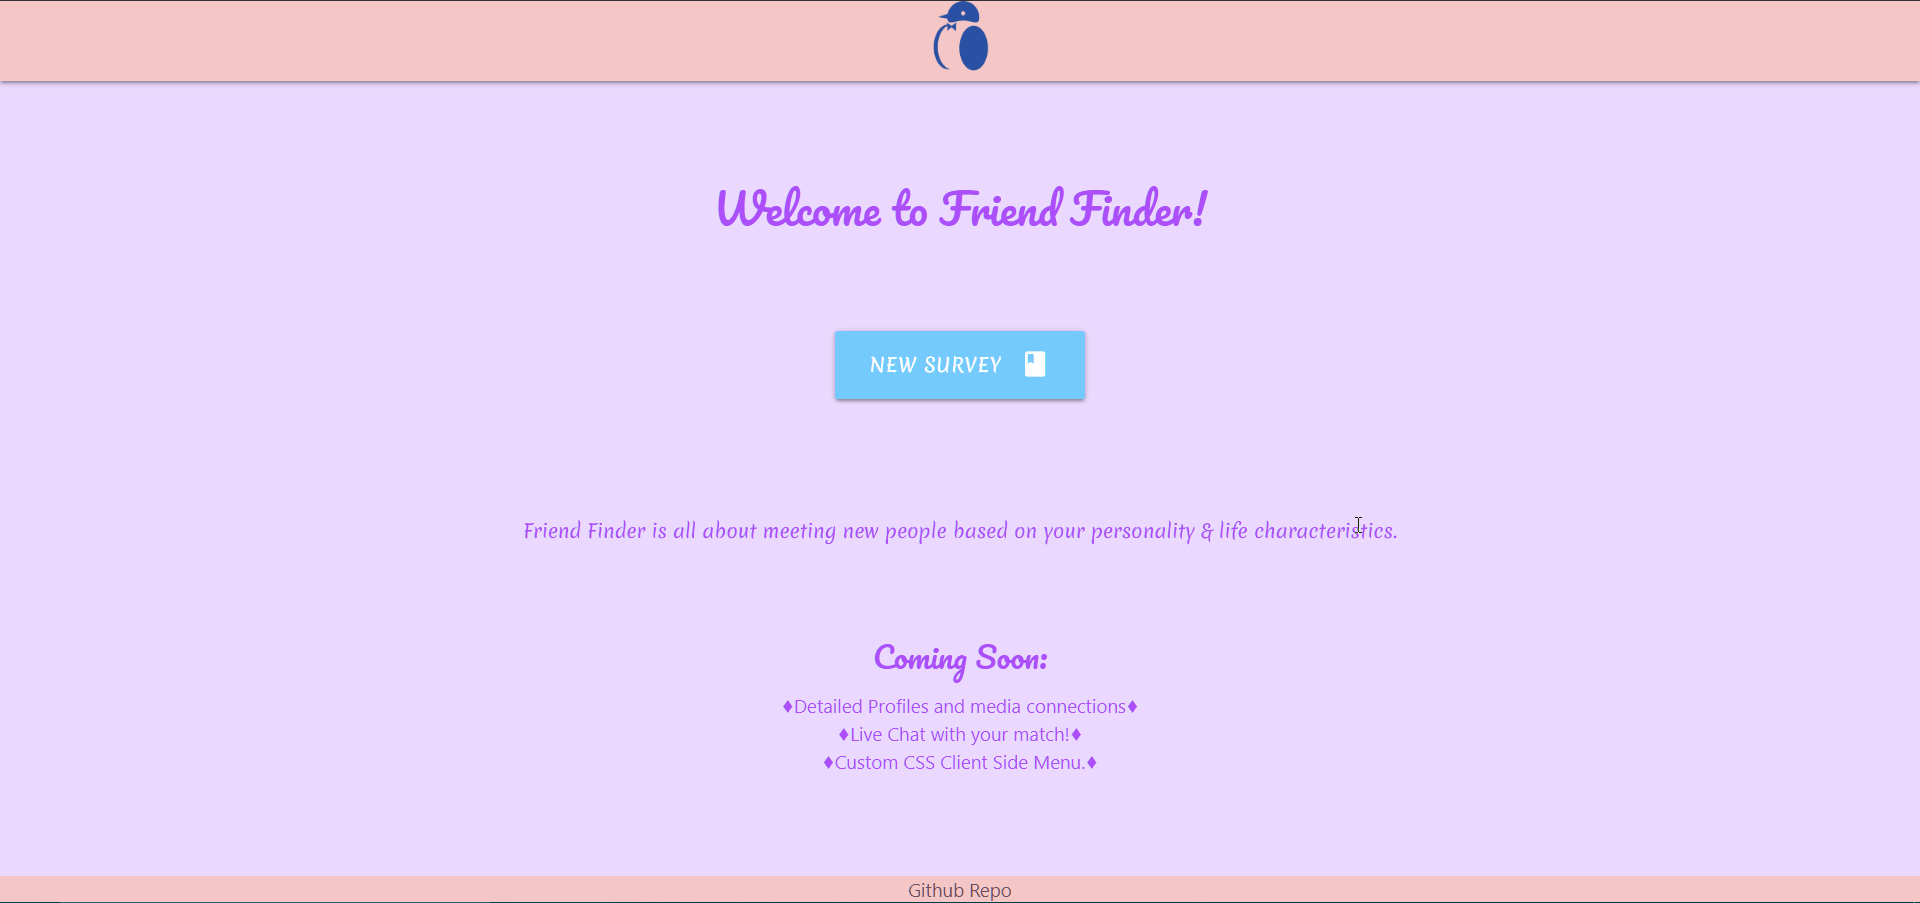 Welcome to Friend Finder!
NEW SURVEY
Friend Finder is all about meeting new people based on your personality & life characteristics.
Coming Soon:
♦Detailed Profiles and media connections♦
♦Live Chat with your match!♦
♦Custom CSS Client Side Menu.♦
Github Repo